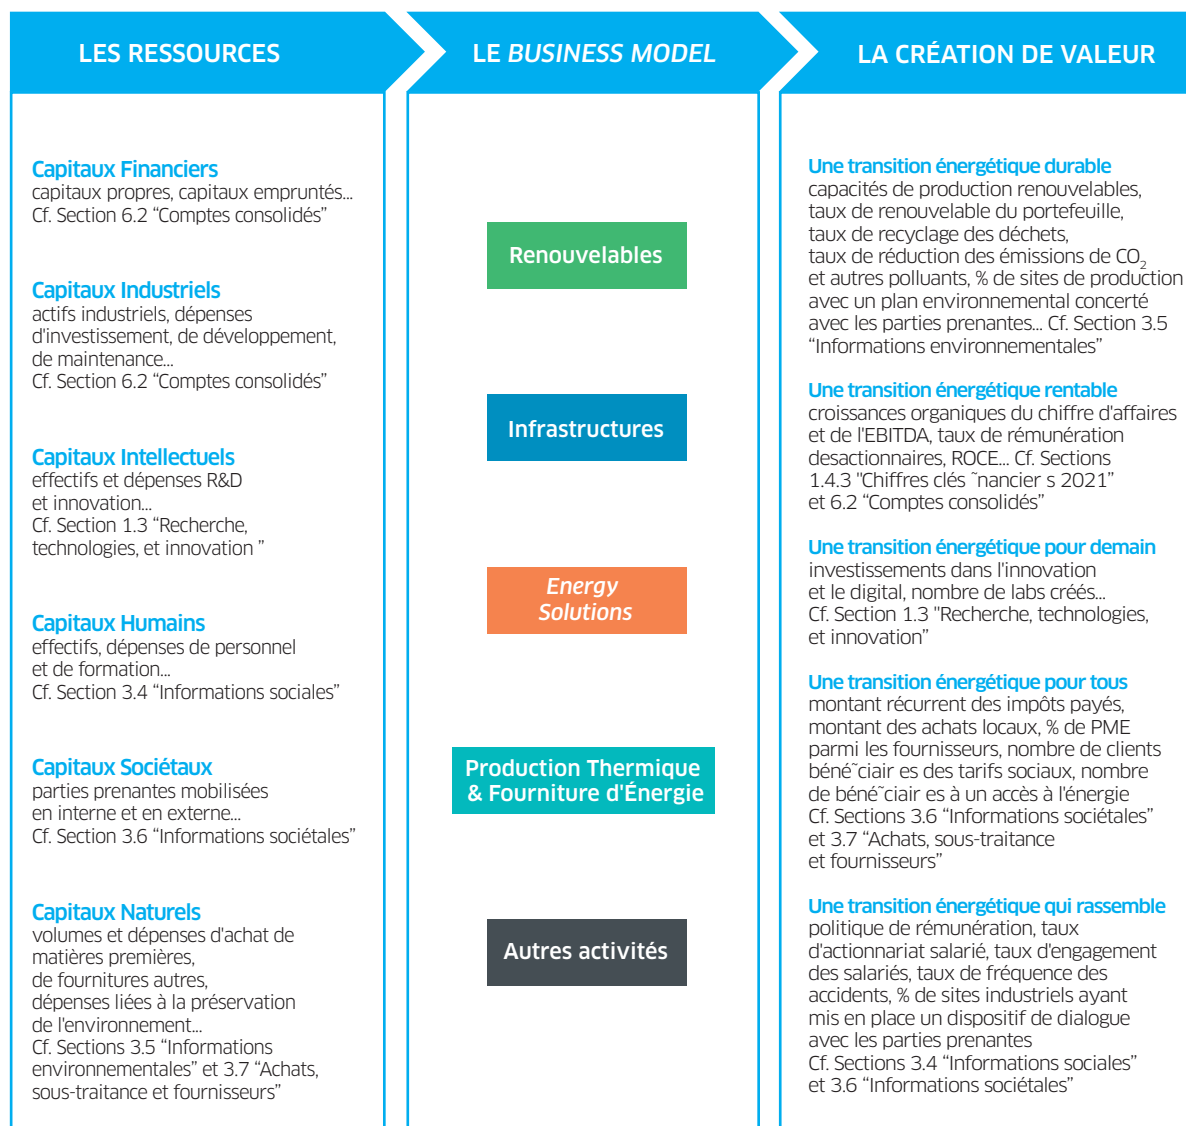 LES RESSOURCES
Capitaux Financiers
capitaux propres, capitaux empruntés...
Cf. Section 6.2 “Comptes consolidés”
Capitaux Industriels
actifs industriels, dépenses
d'investissement, de développement,
de maintenance...
Cf. Section 6.2 “Comptes consolidés”
Capitaux Intellectuels
effectifs et dépenses R&D
et innovation...
Cf. Section 1.3 “Recherche,
technologies, et innovation ”
Capitaux Humains
effectifs, dépenses de personnel
et de formation...
Cf. Section 3.4 “Informations sociales”
Capitaux Sociétaux
parties prenantes mobilisées
en interne et en externe...
Cf. Section 3.6 “Informations sociétales”
Capitaux Naturels
volumes et dépenses d'achat de
matières premières,
de fournitures autres,
dépenses liées à la préservation
de l'environnement...
Cf. Sections 3.5 “Informations
environnementales” et 3.7 “Achats,
sous-traitance et fournisseurs”
LE BUSINESS MODEL
Renouvelables
Infrastructures
Energy
Solutions
Production Thermique
& Fourniture d'Énergie
Autres activités
LA CRÉATION DE VALEUR
Une transition énergétique durable
capacités de production renouvelables,
taux de renouvelable du portefeuille,
taux de recyclage des déchets,
taux de réduction des émissions de CO₂
et autres polluants, % de sites de production
avec un plan environnemental concerté
avec les parties prenantes... Cf. Section 3.5
“Informations environnementales”
Une transition énergétique rentable
croissances organiques du chiffre d'affaires
et de l'EBITDA, taux de rémunération
desactionnaires, ROCE... Cf. Sections
1.4.3 "Chiffres clés ˜nancier s 2021”
et 6.2 “Comptes consolidés”
Une transition énergétique pour demain
investissements dans l'innovation
et le digital, nombre de labs créés...
Cf. Section 1.3 "Recherche, technologies,
et innovation”
Une transition énergétique pour tous
montant récurrent des impôts payés,
montant des achats locaux, % de PME
parmi les fournisseurs, nombre de clients
béné˜ciair es des tarifs sociaux, nombre
de béné˜ciair es à un accès à l'énergie
Cf. Sections 3.6 “Informations sociétales”
et 3.7 “Achats, sous-traitance
et fournisseurs”
Une transition énergétique qui rassemble
politique de rémunération, taux
d'actionnariat salarié, taux d'engagement
des salariés, taux de fréquence des
accidents, % de sites industriels ayant
mis en place un dispositif de dialogue
avec les parties prenantes
Cf. Sections 3.4 “Informations sociales”
et 3.6 “Informations sociétales”